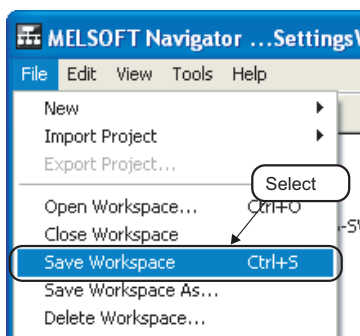 MELSOFT Navigator ...Settings\
File Edit View Tools Help
New
Import Project
Export Project...
Select
Open Workspace... Ctrl+O
Close Workspace
-S
Save Workspace Ctrl+S
Save Workspace As...
Delete Workspace...